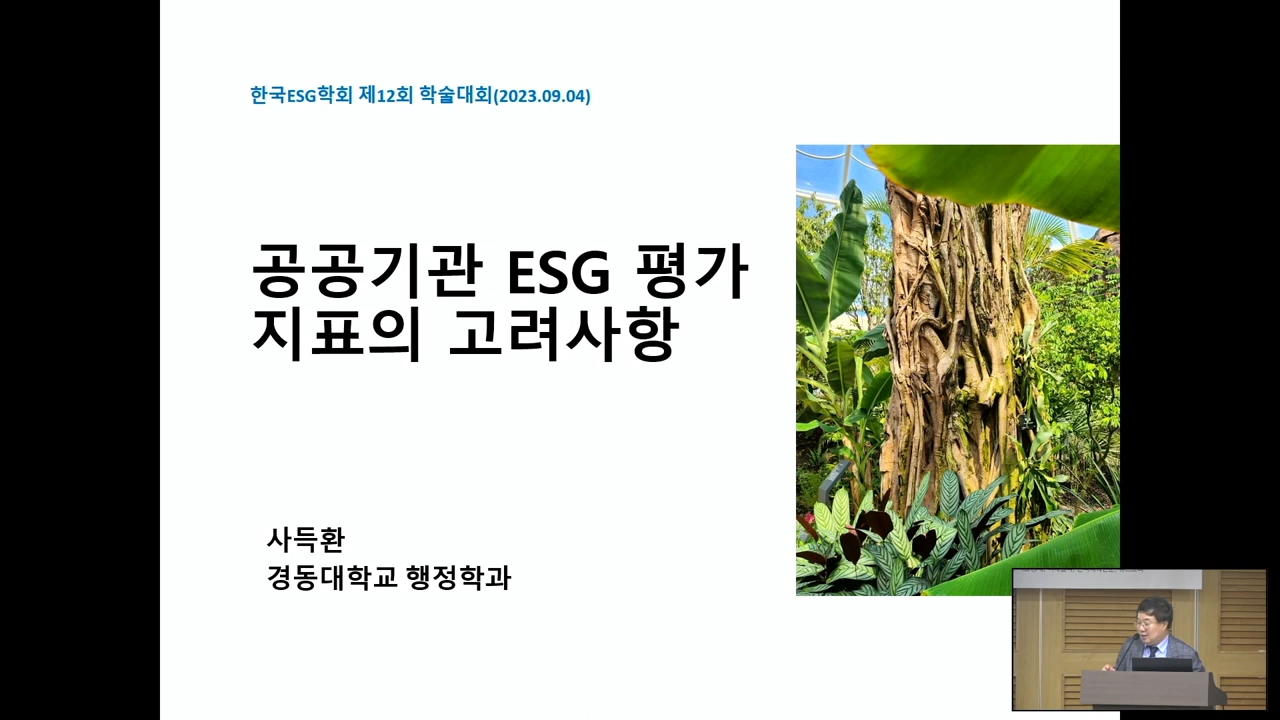 한국ESG학회 제12회 학술대회(2023.09.04)
공공기관 ESG 평가
지표의 고려사항
사득환
경동대학교 행정학과